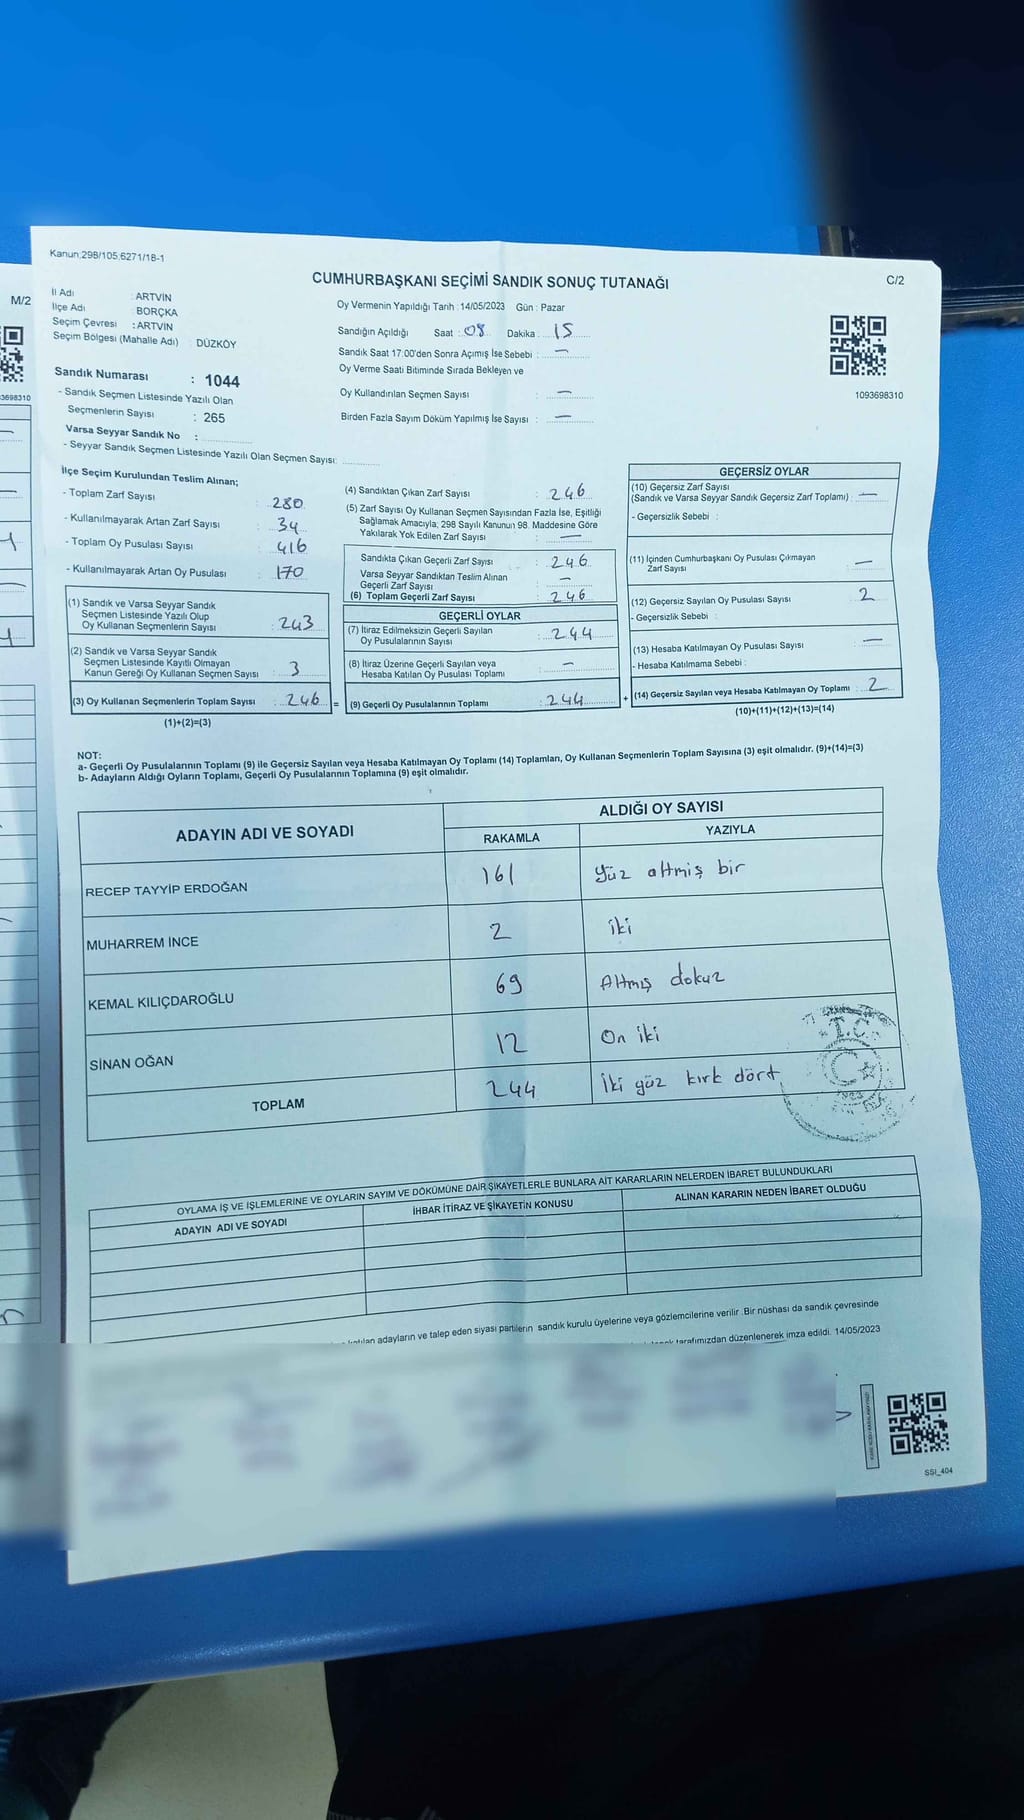 Kanun;298/105,6271/18-1
CUMHURBAŞKANI SEÇİMİ SANDIK SONUÇ TUTANAĞI
C/2
M/2
İl Adı : ARTVİN
İlçe Adı : BORÇKA
Seçim Çevresi : ARTVİN
Seçim Bölgesi (Mahalle Adı) : DÜZKÖY
Oy Vermenin Yapıldığı Tarih :14/05/2023 Gün : Pazar
Sandığın Açıldığı Saat : 08 Dakika : 15
Sandık Saat 17:00'den Sonra Açımış İse Sebebi : —
Oy Verme Saati Bitiminde Sırada Bekleyen ve
Oy Kullandırılan Seçmen Sayısı : —
Birden Fazla Sayım Döküm Yapılmış İse Sayısı : —
1093698310
3698310
Sandık Numarası : 1044
- Sandık Seçmen Listesinde Yazılı Olan
Seçmenlerin Sayısı : 265
Varsa Seyyar Sandık No :
- Seyyar Sandık Seçmen Listesinde Yazılı Olan Seçmen Sayısı:
İlçe Seçim Kurulundan Teslim Alınan;
- Toplam Zarf Sayısı : 280
- Kullanılmayarak Artan Zarf Sayısı : 34
- Toplam Oy Pusulası Sayısı : 416
- Kullanılmayarak Artan Oy Pusulası : 170
(1) Sandık ve Varsa Seyyar Sandık
Seçmen Listesinde Yazılı Olup
Oy Kullanan Seçmenlerin Sayısı : 243
(2) Sandık ve Varsa Seyyar Sandık
Seçmen Listesinde Kayıtlı Olmayan
Kanun Gereği Oy Kullanan Seçmen Sayısı : 3
(3) Oy Kullanan Seçmenlerin Toplam Sayısı : 246 =
(1)+(2)=(3)
(4) Sandıktan Çıkan Zarf Sayısı : 246
(5) Zarf Sayısı Oy Kullanan Seçmen Sayısından Fazla İse, Eşitliği
Sağlamak Amacıyla; 298 Sayılı Kanunun 98. Maddesine Göre
Yakılarak Yok Edilen Zarf Sayısı : —
Sandıkta Çıkan Geçerli Zarf Sayısı : 246
Varsa Seyyar Sandıktan Teslim Alınan
Geçerli Zarf Sayısı : —
(6) Toplam Geçerli Zarf Sayısı : 246
GEÇERLİ OYLAR
(7) İtiraz Edilmeksizin Geçerli Sayılan
Oy Pusulalarının Sayısı : 244
(8) İtiraz Üzerine Geçerli Sayılan veya
Hesaba Katılan Oy Pusulası Toplamı : —
(9) Geçerli Oy Pusulalarının Toplamı : 244 +
GEÇERSİZ OYLAR
(10) Geçersiz Zarf Sayısı
(Sandık ve Varsa Seyyar Sandık Geçersiz Zarf Toplamı) : —
- Geçersizlik Sebebi :
(11) İçinden Cumhurbaşkanı Oy Pusulası Çıkmayan
Zarf Sayısı : —
(12) Geçersiz Sayılan Oy Pusulası Sayısı : 2
- Geçersizlik Sebebi :
(13) Hesaba Katılmayan Oy Pusulası Sayısı : —
- Hesaba Katılmama Sebebi :
(14) Geçersiz Sayılan veya Hesaba Katılmayan Oy Toplamı : 2
(10)+(11)+(12)+(13)=(14)
NOT:
a- Geçerli Oy Pusulalarının Toplamı (9) ile Geçersiz Sayılan veya Hesaba Katılmayan Oy Toplamı (14) Toplamları, Oy Kullanan Seçmenlerin Toplam Sayısına (3) eşit olmalıdır. (9)+(14)=(3)
b- Adayların Aldığı Oyların Toplamı, Geçerli Oy Pusulalarının Toplamına (9) eşit olmalıdır.
ADAYIN ADI VE SOYADI ALDIĞI OY SAYISI
RAKAMLA YAZIYLA
RECEP TAYYİP ERDOĞAN 161 Yüz altmış bir
MUHARREM İNCE 2 İki
KEMAL KILIÇDAROĞLU 69 Altmış dokuz
SİNAN OĞAN 12 On iki
TOPLAM 244 İki yüz kırk dört
T.C.
OYLAMA İŞ VE İŞLEMLERİNE VE OYLARIN SAYIM VE DÖKÜMÜNE DAİR ŞİKAYETLERLE BUNLARA AİT KARARLARIN NELERDEN İBARET BULUNDUKLARI
ADAYIN ADI VE SOYADI İHBAR İTİRAZ VE ŞİKAYETİN KONUSU ALINAN KARARIN NEDEN İBARET OLDUĞU
adayların ve talep eden siyasi partilerin sandık kurulu üyelerine veya gözlemcilerine verilir .Bir nüshası da sandık çevresinde
tarafımızdan düzenlenerek imza edildi. 14/05/2023
SSI_404